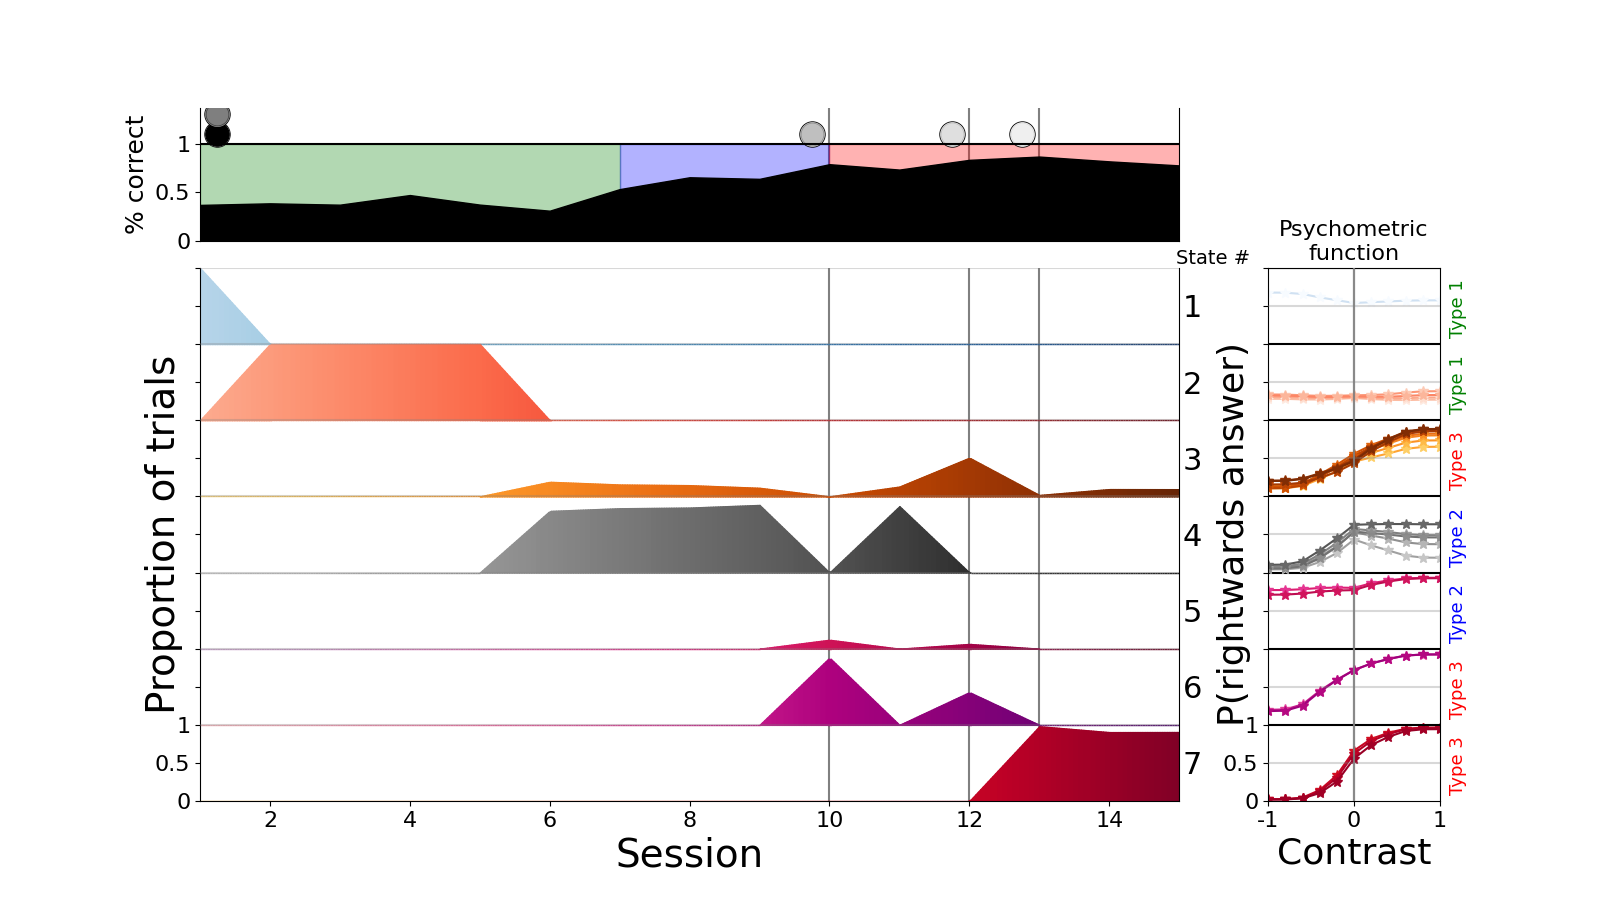 % correct
1
0.5
0
State #
Psychometric
function
Proportion of trials
1
2
3
4
5
6
7
1
0.5
0
2
4
6
8
10
12
14
Session
P(rightwards answer)
1
0.5
0
-1
0
1
Contrast
Type 1
Type 1
Type 3
Type 2
Type 2
Type 3
Type 3